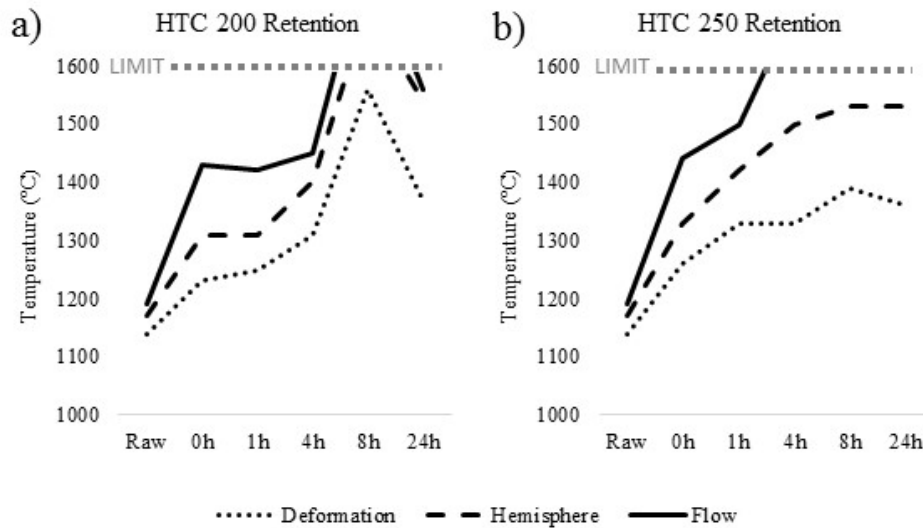 a)
HTC 200 Retention
LIMIT
1600
1500
1400
1300
1200
1100
1000
Temperature (°C)
Raw 0h 1h 4h 8h 24h
b)
HTC 250 Retention
LIMIT
1600
1500
1400
1300
1200
1100
1000
Temperature (°C)
Raw 0h 1h 4h 8h 24h
Deformation Hemisphere Flow